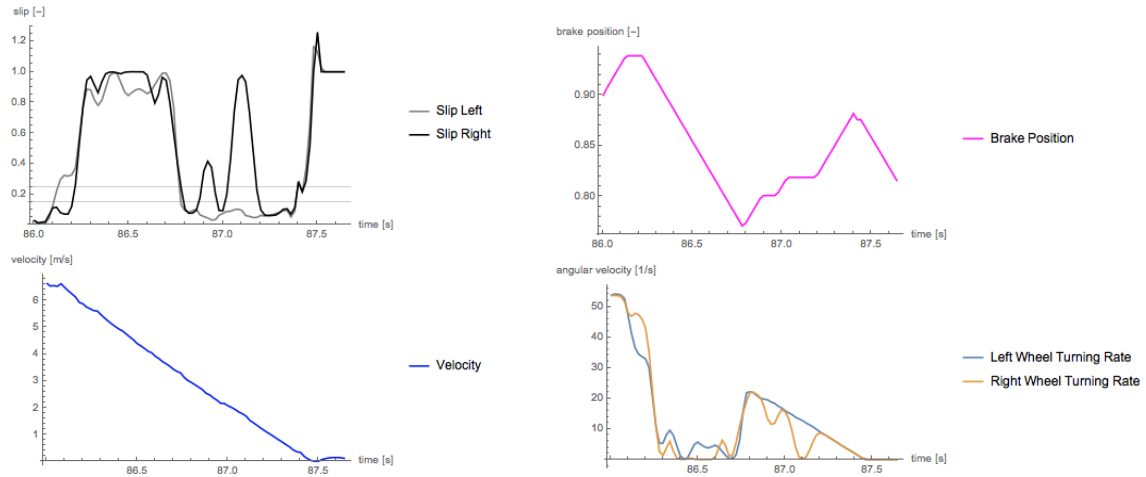 slip [–]
1.2
1.0
0.8
0.6
0.4
0.2
86.0 86.5 87.0 87.5
time [s]
Slip Left
Slip Right
brake position [–]
0.90
0.85
0.80
86.0 86.5 87.0 87.5
time [s]
Brake Position
velocity [m/s]
6
5
4
3
2
1
86.5 87.0 87.5
time [s]
Velocity
angular velocity [1/s]
50
40
30
20
10
86.5 87.0 87.5
time [s]
Left Wheel Turning Rate
Right Wheel Turning Rate